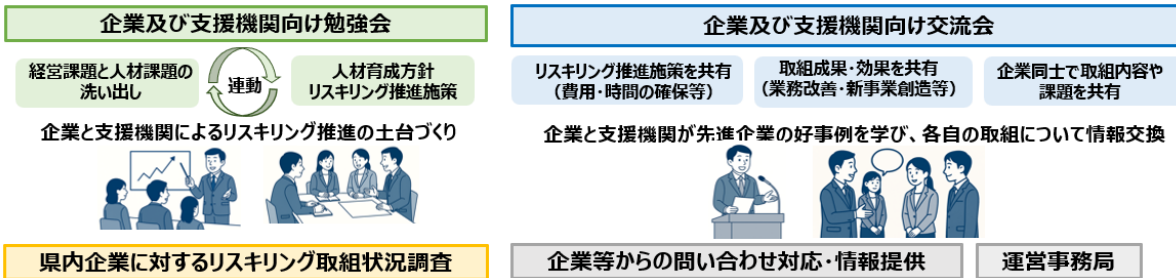 企業及び支援機関向け勉強会
経営課題と人材課題の
洗い出し
連動
人材育成方針
リスキリング推進施策
企業と支援機関によるリスキリング推進の土台づくり
企業及び支援機関向け交流会
リスキリング推進施策を共有
（費用・時間の確保等）
取組成果・効果を共有
（業務改善・新事業創造等）
企業同士で取組内容や
課題を共有
企業と支援機関が先進企業の好事例を学び、各自の取組について情報交換
県内企業に対するリスキリング取組状況調査
企業等からの問い合わせ対応・情報提供
運営事務局